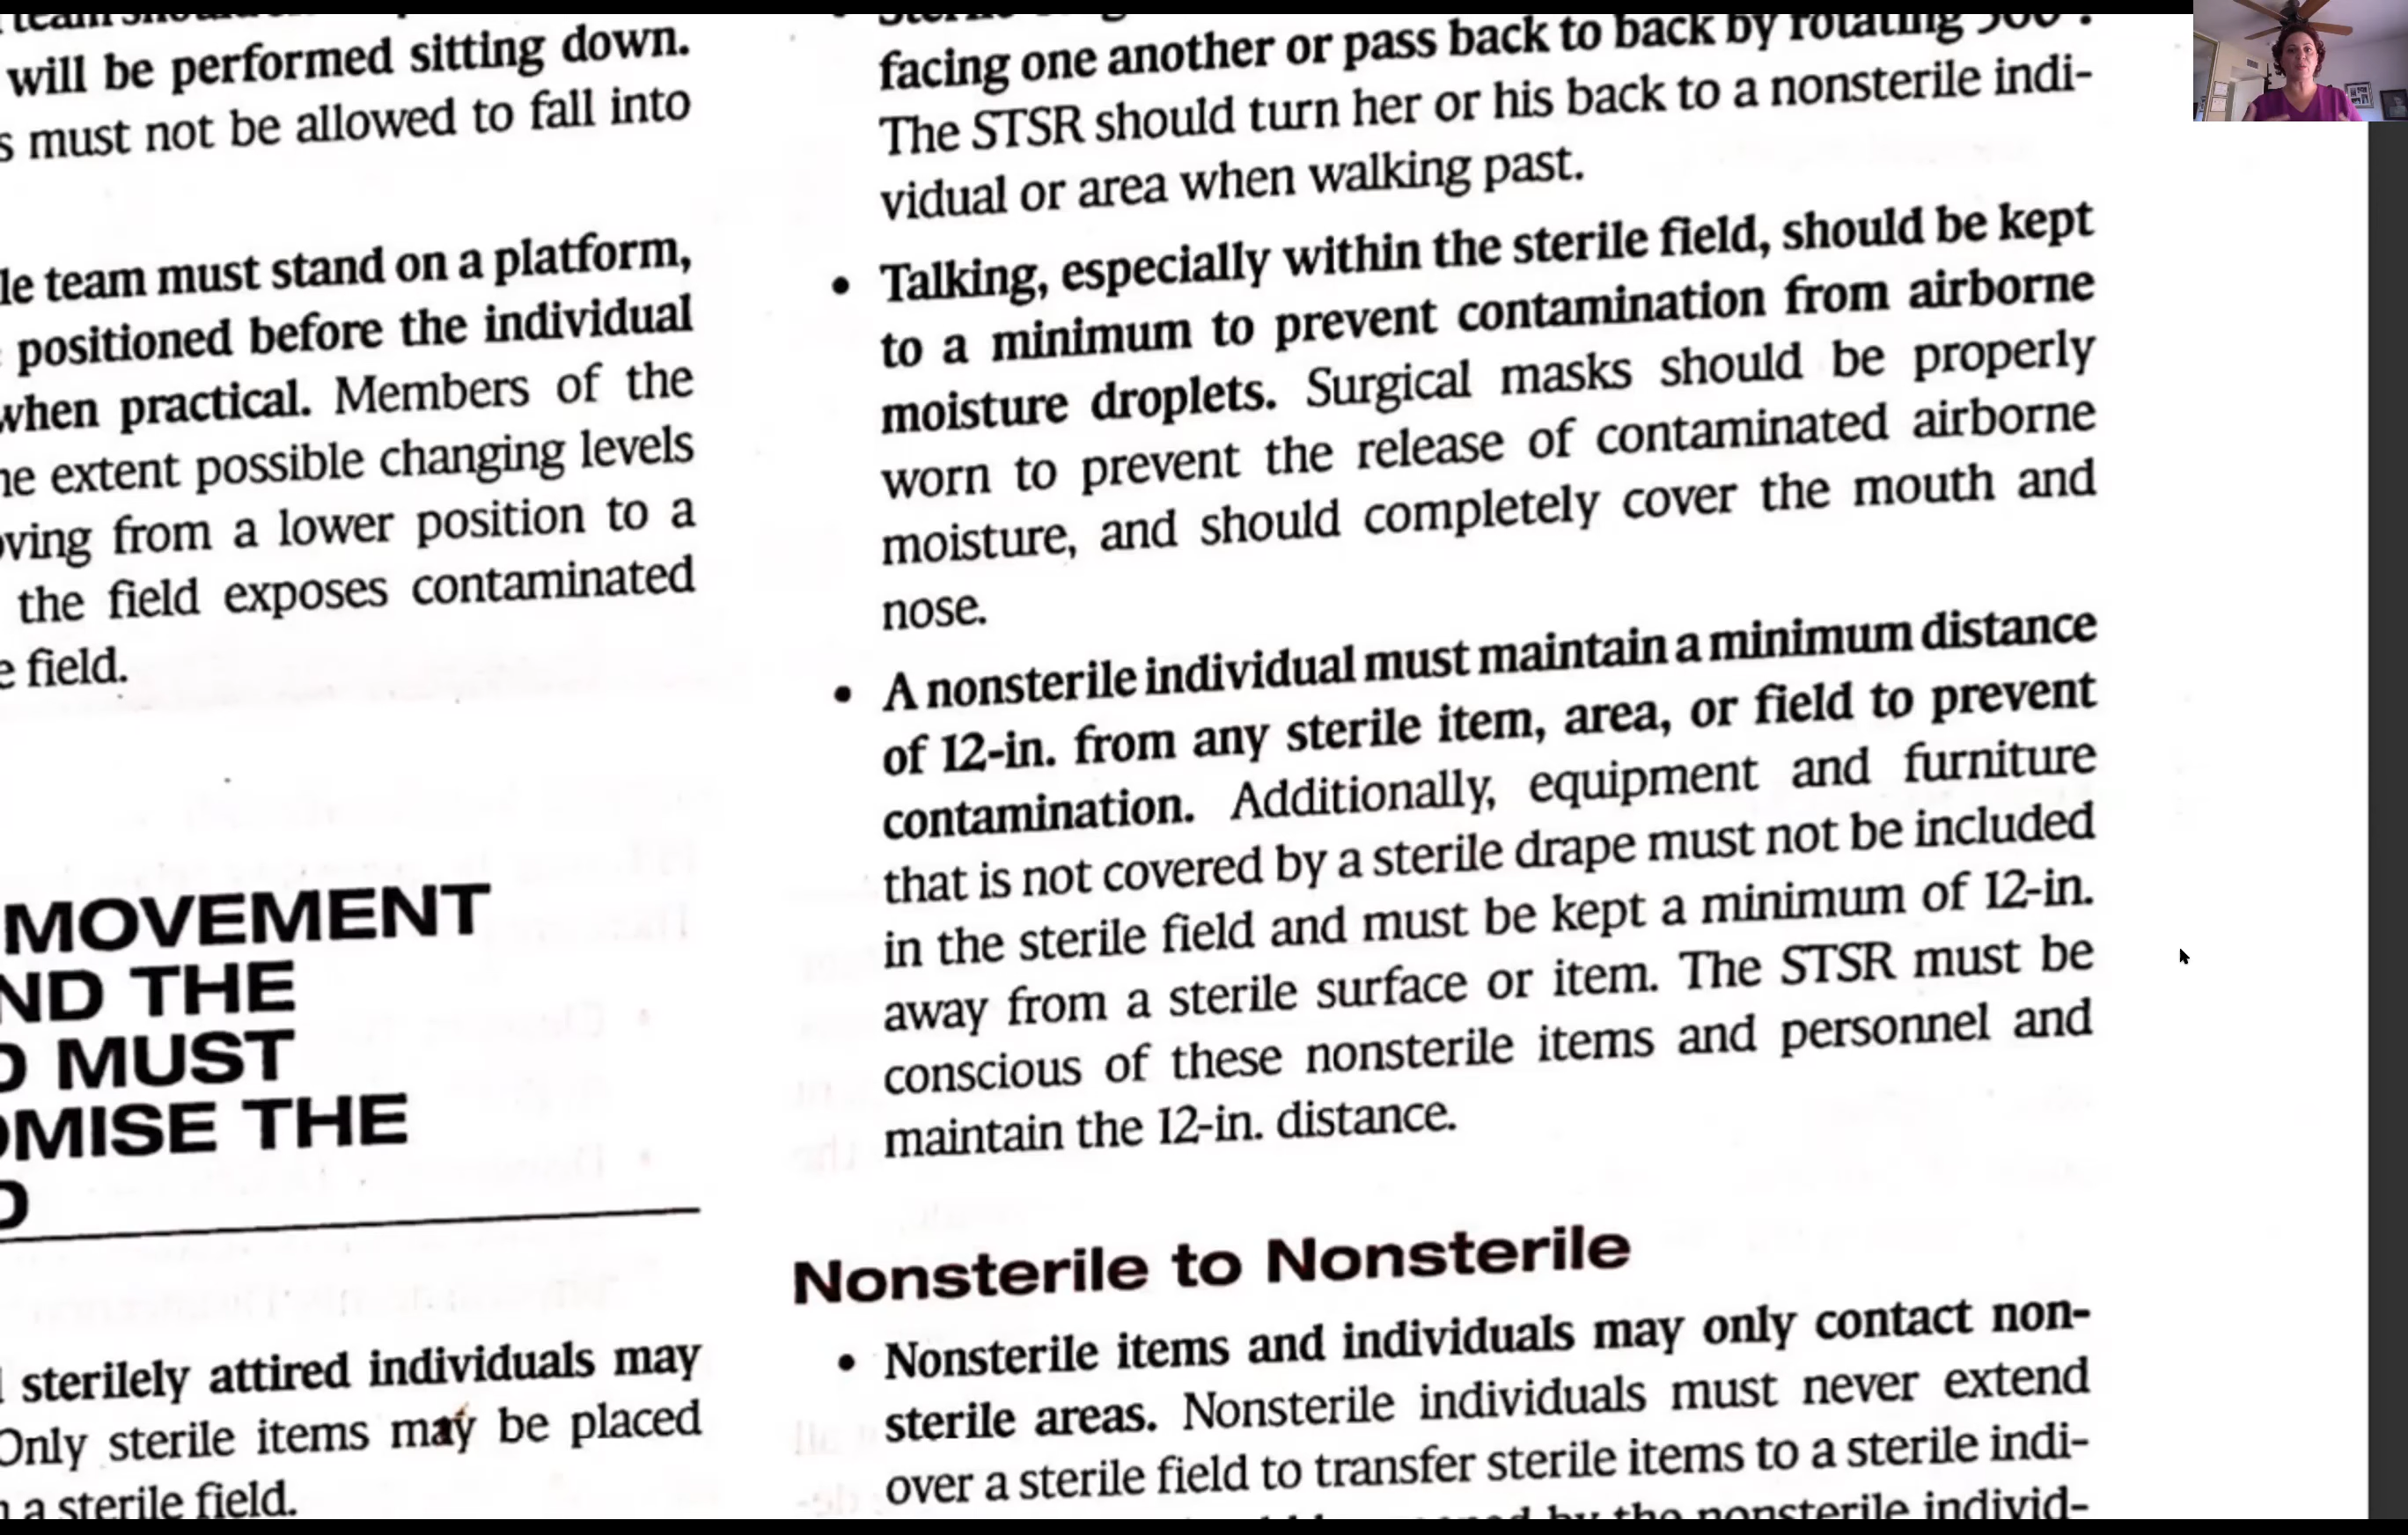 will be performed sitting down.
must not be allowed to fall into
team must stand on a platform,
positioned before the individual
when practical. Members of the
extent possible changing levels
from a lower position to a
the field exposes contaminated
field.
MOVEMENT
THE
MUST
THE
sterilely attired individuals may
Only sterile items may be placed
a sterile field.
facing one another or pass back to back by rotating
The STSR should turn her or his back to a nonsterile indi-
vidual or area when walking past.
• Talking, especially within the sterile field, should be kept
to a minimum to prevent contamination from airborne
moisture droplets. Surgical masks should be properly
worn to prevent the release of contaminated airborne
moisture, and should completely cover the mouth and
nose.
• A nonsterile individual must maintain a minimum distance
of 12-in. from any sterile item, area, or field to prevent
contamination. Additionally, equipment and furniture
that is not covered by a sterile drape must not be included
in the sterile field and must be kept a minimum of 12-in.
away from a sterile surface or item. The STSR must be
conscious of these nonsterile items and personnel and
maintain the 12-in. distance.
Nonsterile to Nonsterile
• Nonsterile items and individuals may only contact non-
sterile areas. Nonsterile individuals must never extend
over a sterile field to transfer sterile items to a sterile indi-
by the nonsterile individ-